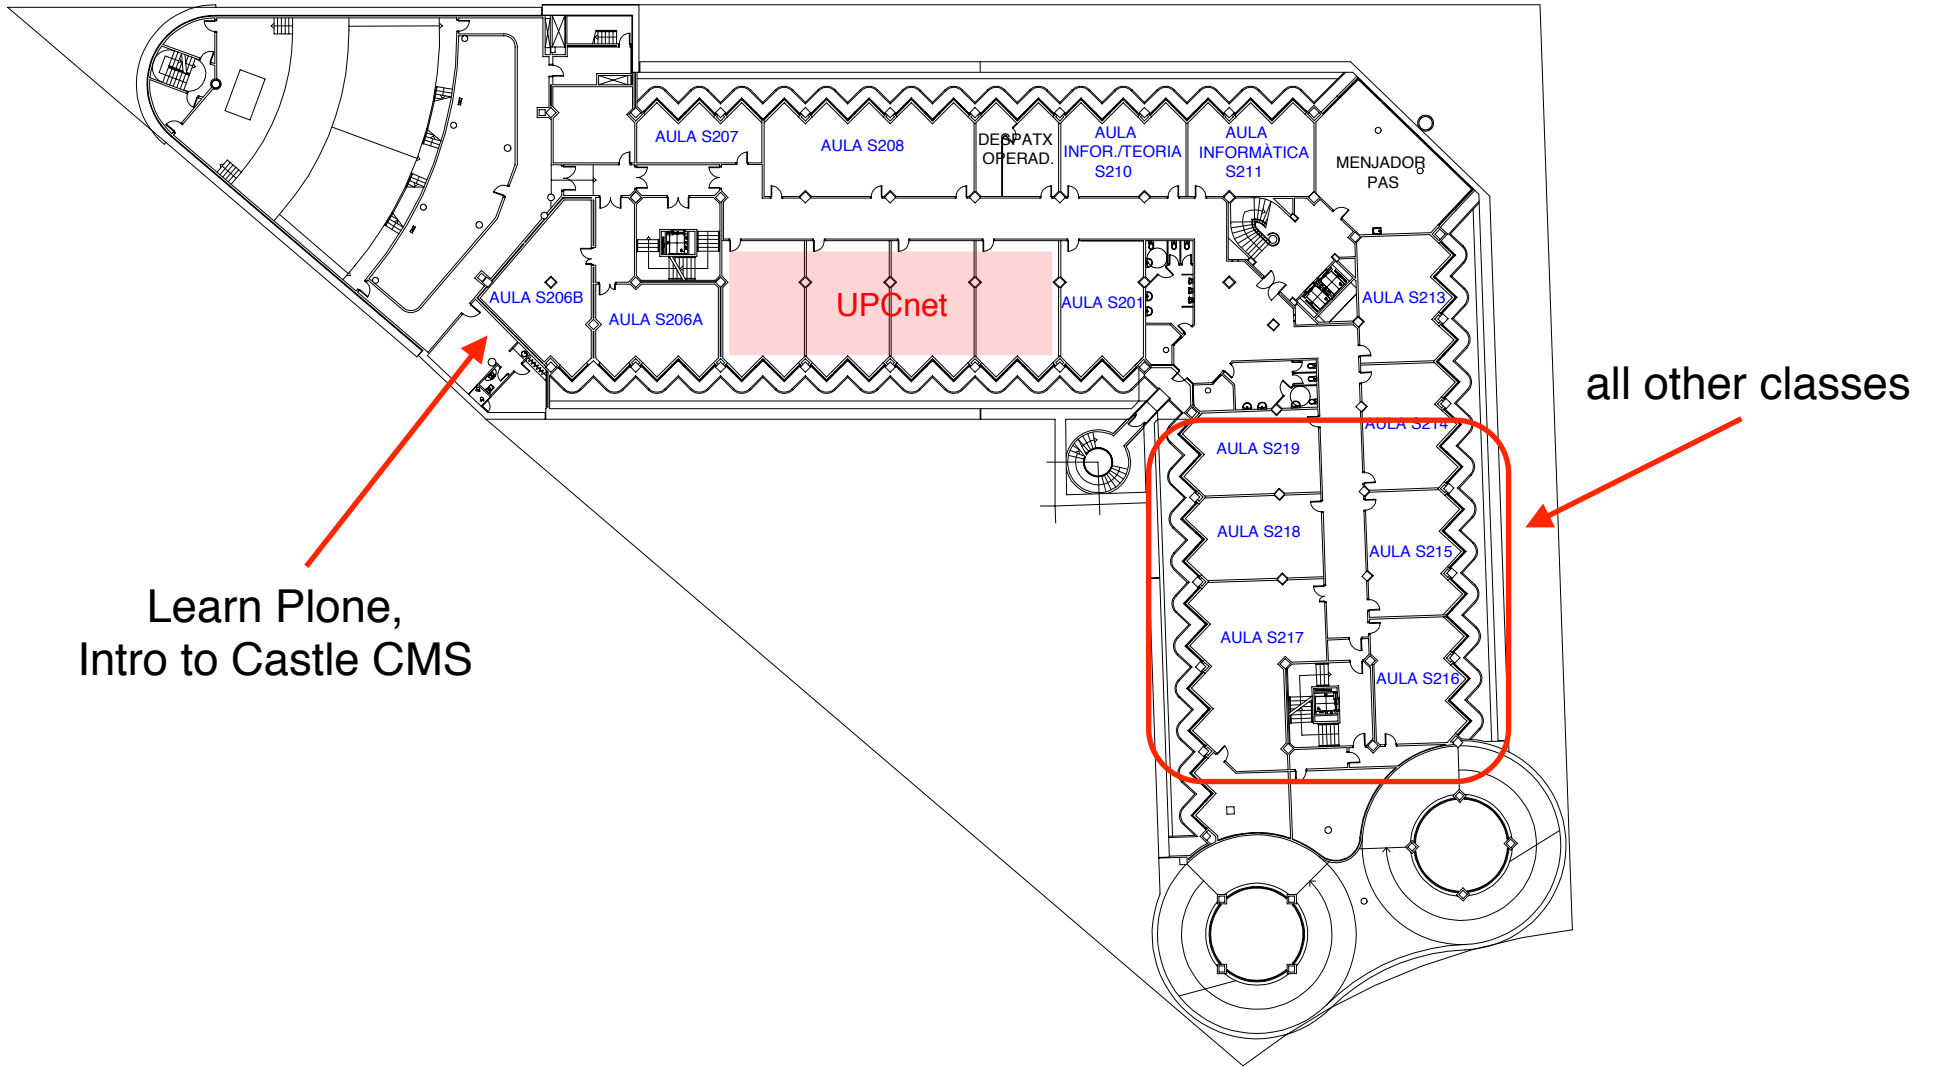 AULA S207
AULA S208
DESPATX
OPERAD.
AULA
INFOR./TEORIA
S210
AULA
INFORMÀTICA
S211
MENJADOR
PAS
AULA S206B
AULA S206A
UPCnet
AULA S201
AULA S213
all other classes
AULA S214
AULA S219
AULA S218
AULA S215
Learn Plone,
Intro to Castle CMS
AULA S217
AULA S216